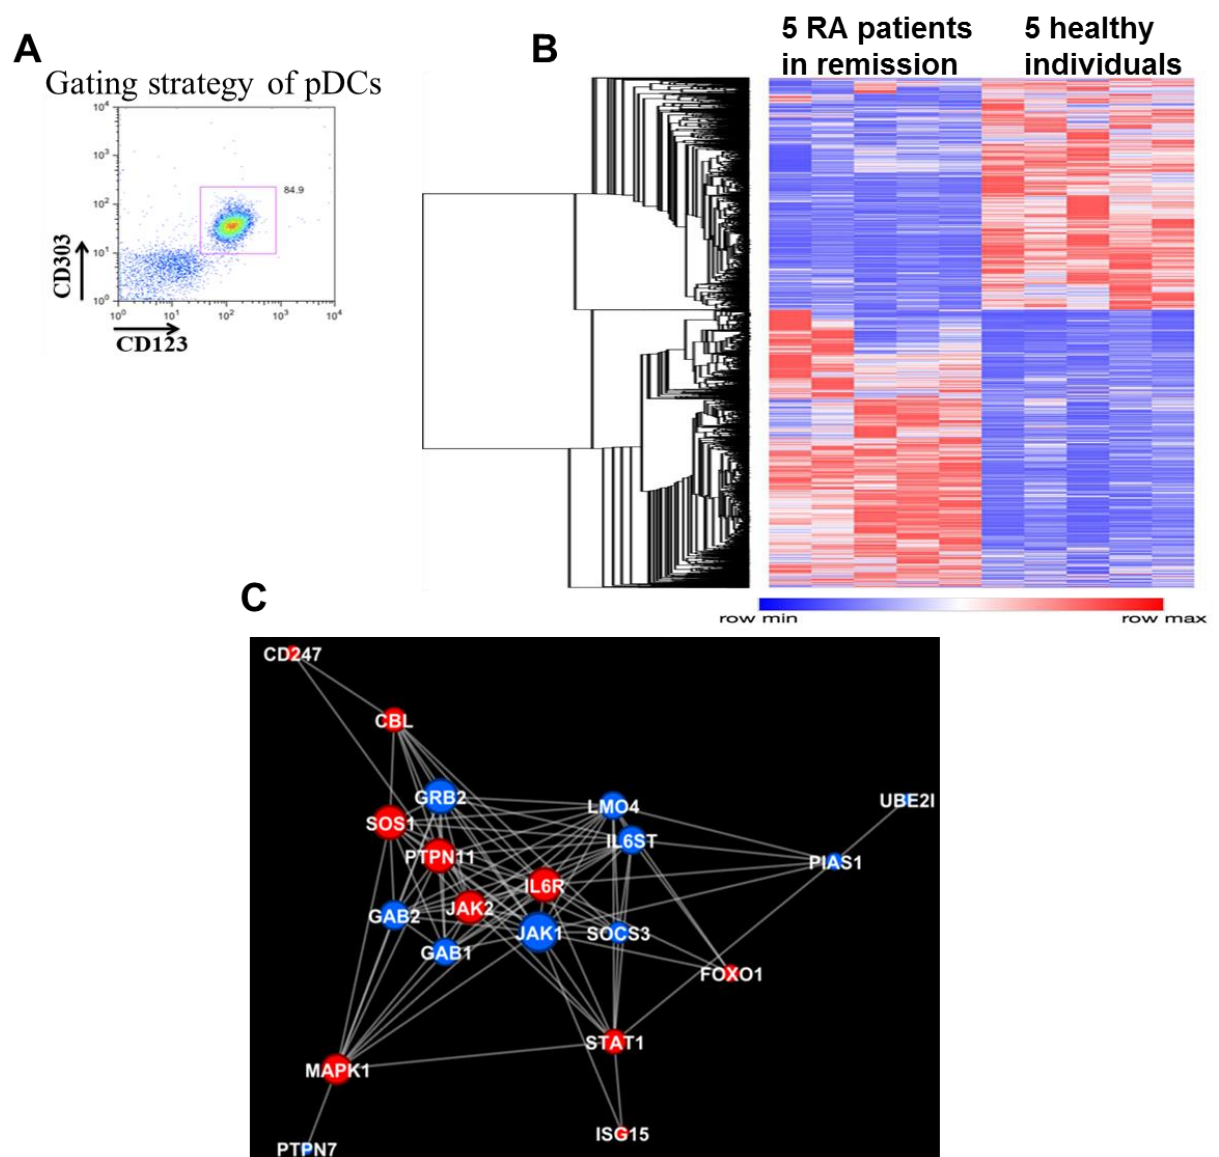 A
Gating strategy of pDCs
10⁴
10³
10²
10¹
10⁰
84.9
10⁰ 10¹ 10² 10³ 10⁴
CD303
CD123
B
5 RA patients
in remission
5 healthy
individuals
row min
row max
C
CD247
CBL
GRB2
LMO4
UBE2I
SOS1
IL6ST
PTPN11
PIAS1
IL6R
JAK2
GAB2
JAK1
SOCS3
GAB1
FOXO1
STAT1
MAPK1
ISG15
PTPN7